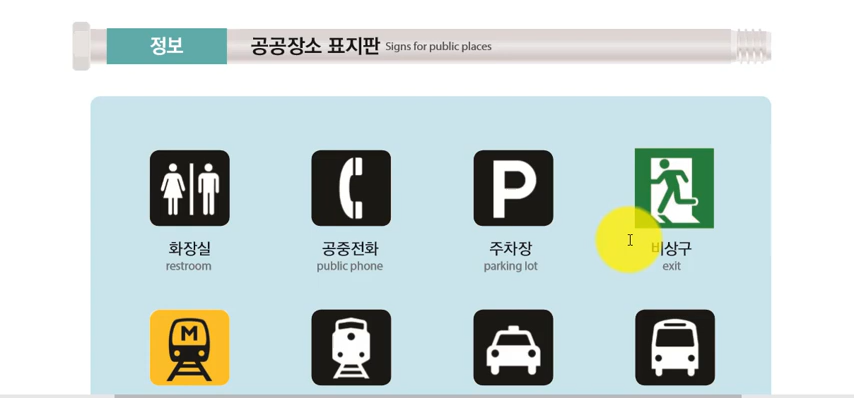 정보 공공장소 표지판 Signs for public places
화장실 공중전화 주차장 비상구
restroom public phone parking lot exit
M